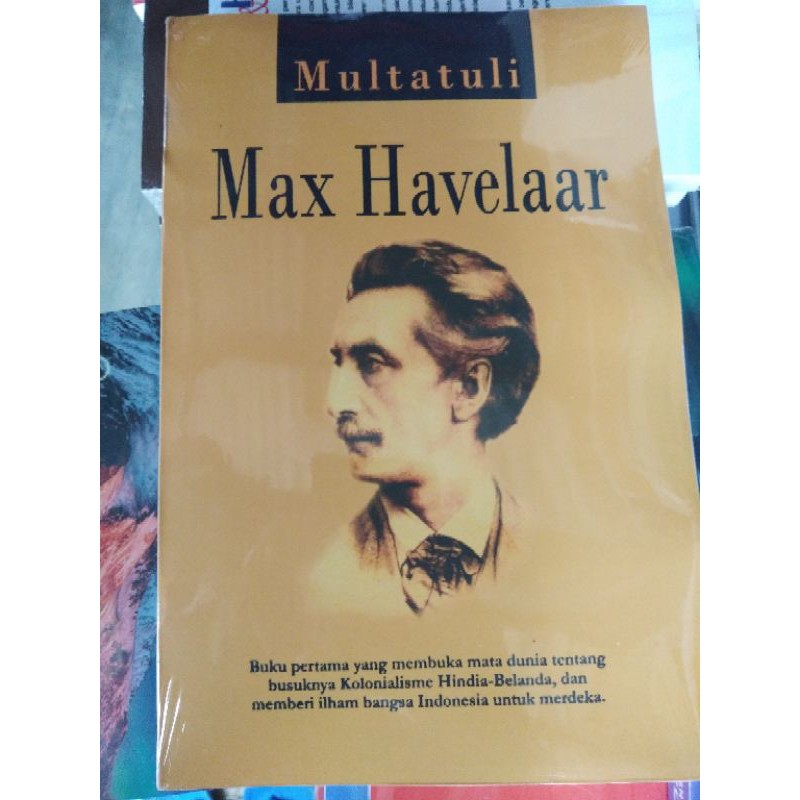 Multatuli
Max Havelaar
Buku pertama yang membuka mata dunia tentang
busuknya Kolonialisme Hindia-Belanda, dan
memberi ilham bangsa Indonesia untuk merdeka.